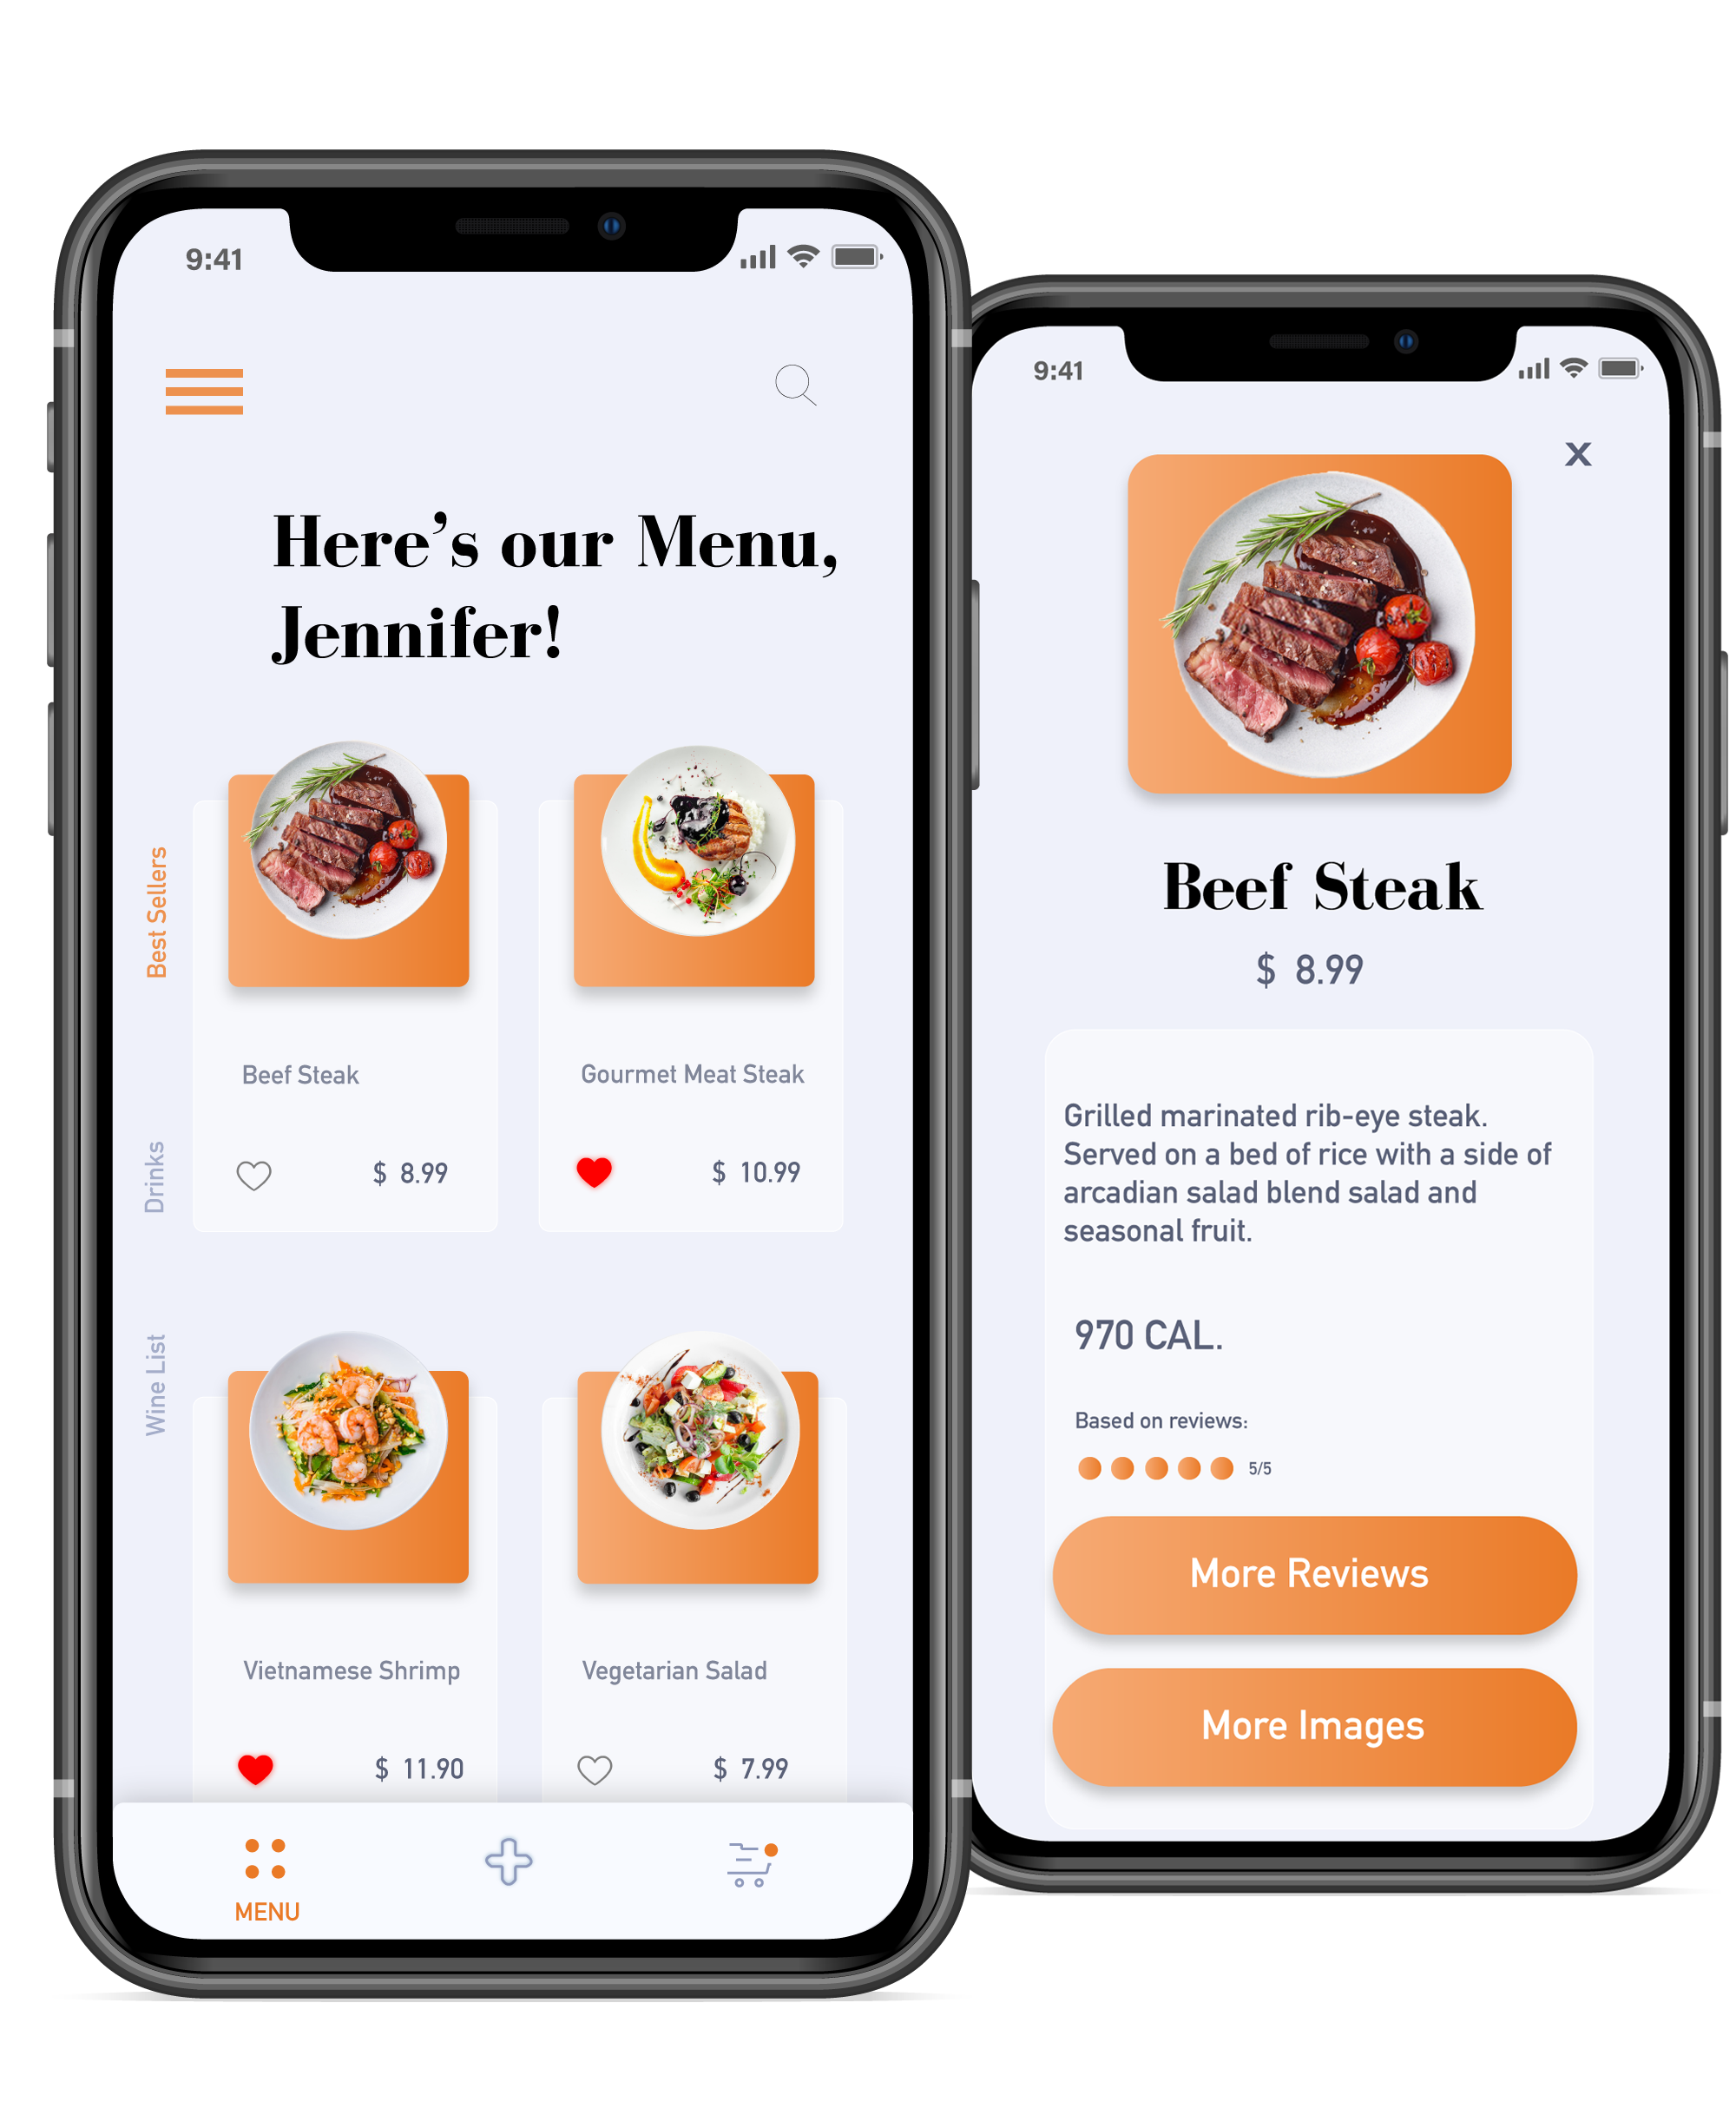 9:41
Here's our Menu,
Jennifer!
Best Sellers
Drinks
Wine List
Beef Steak
$ 8.99
Gourmet Meat Steak
$ 10.99
Vietnamese Shrimp
$ 11.90
Vegetarian Salad
$ 7.99
MENU
9:41
X
Beef Steak
$ 8.99
Grilled marinated rib-eye steak.
Served on a bed of rice with a side of
arcadian salad blend salad and
seasonal fruit.
970 CAL.
Based on reviews:
5/5
More Reviews
More Images